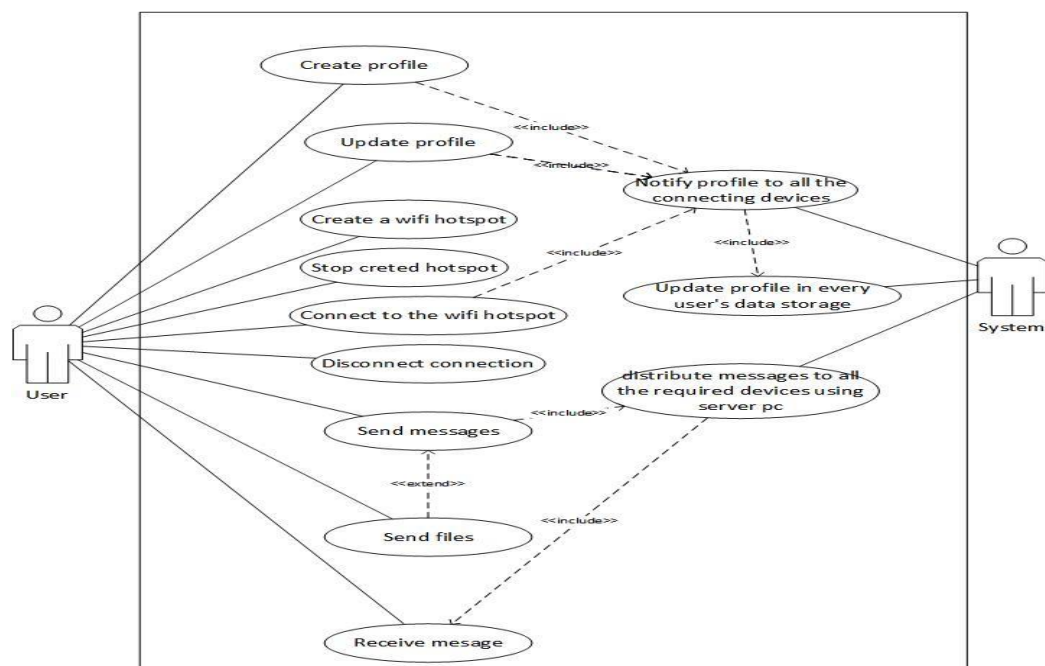 Create profile
<<include>>
Update profile
<<include>>
Notify profile to all the
connecting devices
Create a wifi hotspot
<<include>>
<<include>>
Stop creted hotspot
Update profile in every
user's data storage
Connect to the wifi hotspot
System
Disconnect connection
User
distribute messages to all
the required devices using
server pc
<<include>>
Send messages
<<extend>>
<<include>>
Send files
Receive mesage